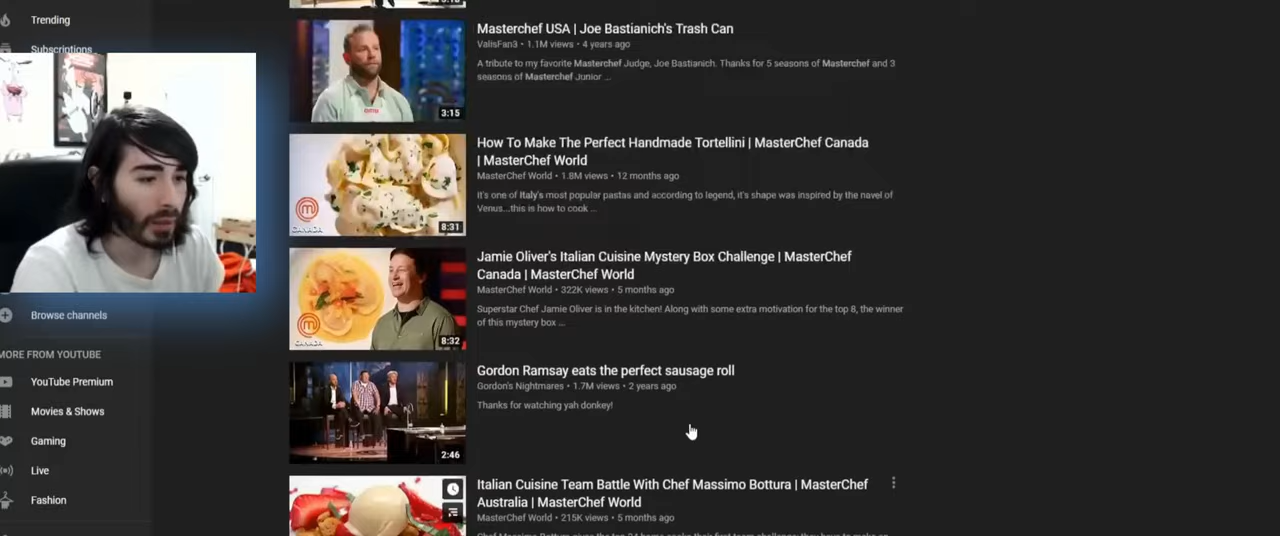 Trending
Subscriptions
Browse channels
MORE FROM YOUTUBE
YouTube Premium
Movies & Shows
Gaming
Live
Fashion
Masterchef USA | Joe Bastianich's Trash Can
ValisFan3 • 1.1M views • 4 years ago
A tribute to my favorite Masterchef Judge, Joe Bastianich. Thanks for 5 seasons of Masterchef and 3
seasons of Masterchef Junior ...
3:15
How To Make The Perfect Handmade Tortellini | MasterChef Canada
| MasterChef World
MasterChef World • 1.8M views • 12 months ago
It's one of Italy's most popular pastas and according to legend, it's shape was inspired by the navel of
Venus...this is how to cook ...
CANADA
8:31
Jamie Oliver's Italian Cuisine Mystery Box Challenge | MasterChef
Canada | MasterChef World
MasterChef World • 322K views • 5 months ago
Superstar Chef Jamie Oliver is in the kitchen! Along with some extra motivation for the top 8, the winner
of this mystery box ...
CANADA
8:32
Gordon Ramsay eats the perfect sausage roll
Gordon's Nightmares • 1.7M views • 2 years ago
Thanks for watching yah donkey!
2:46
Italian Cuisine Team Battle With Chef Massimo Bottura | MasterChef
Australia | MasterChef World
MasterChef World • 215K views • 5 months ago